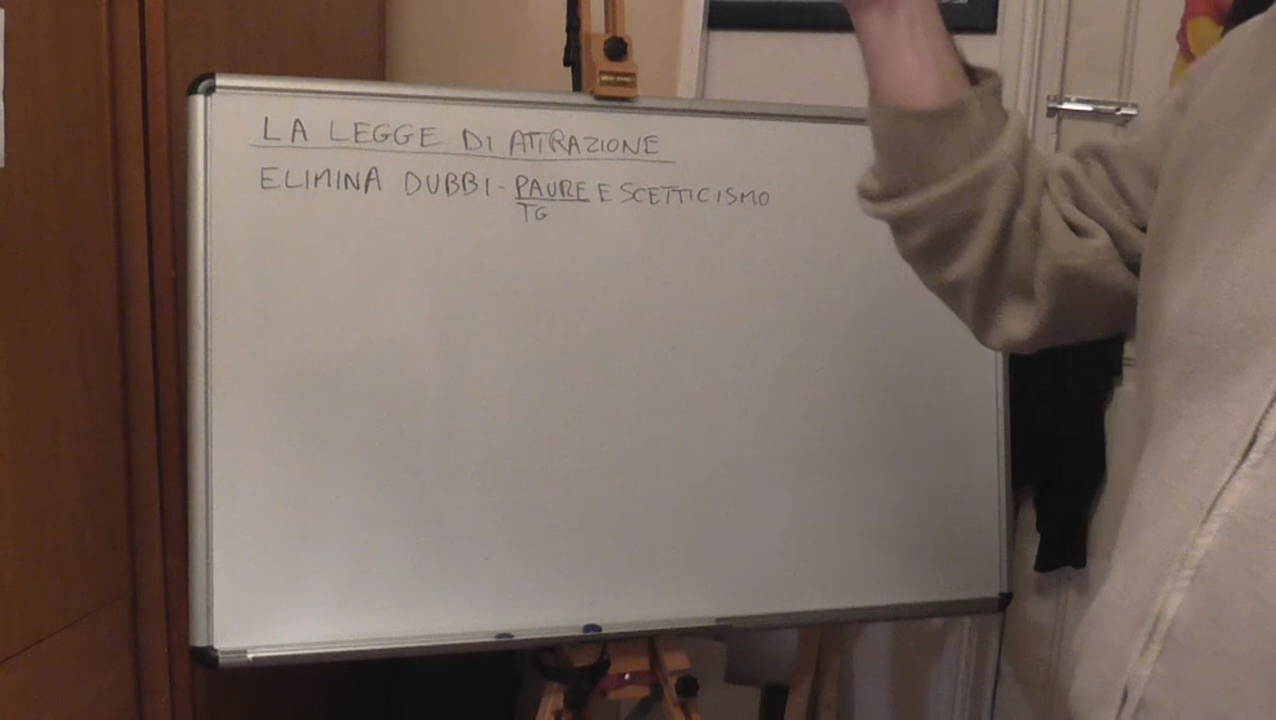 LA LEGGE DI ATTRAZIONE
ELIMINA DUBBI - PAURE E SCETTICISMO
TG